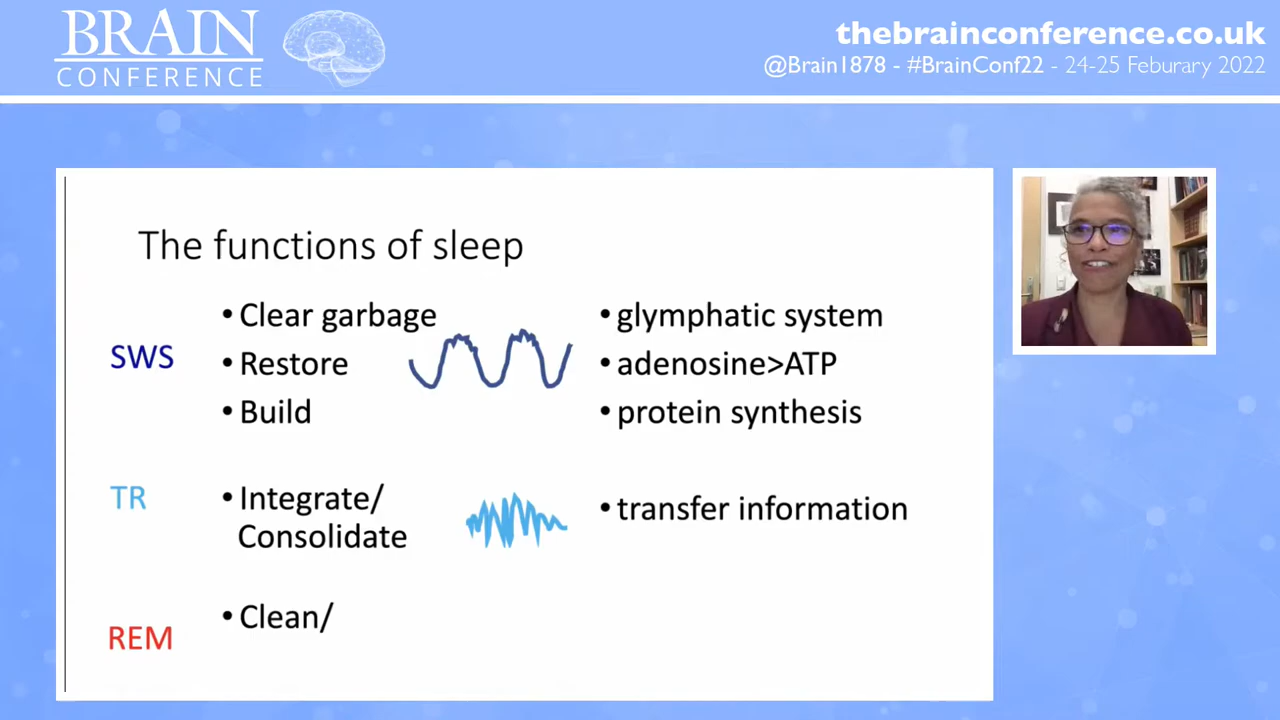 BRAIN
CONFERENCE
thebrainconference.co.uk
@Brain1878 - #BrainConf22 - 24-25 Feburary 2022
The functions of sleep
SWS
• Clear garbage
• Restore
• Build
• glymphatic system
• adenosine>ATP
• protein synthesis
TR
• Integrate/
Consolidate
• transfer information
REM
• Clean/